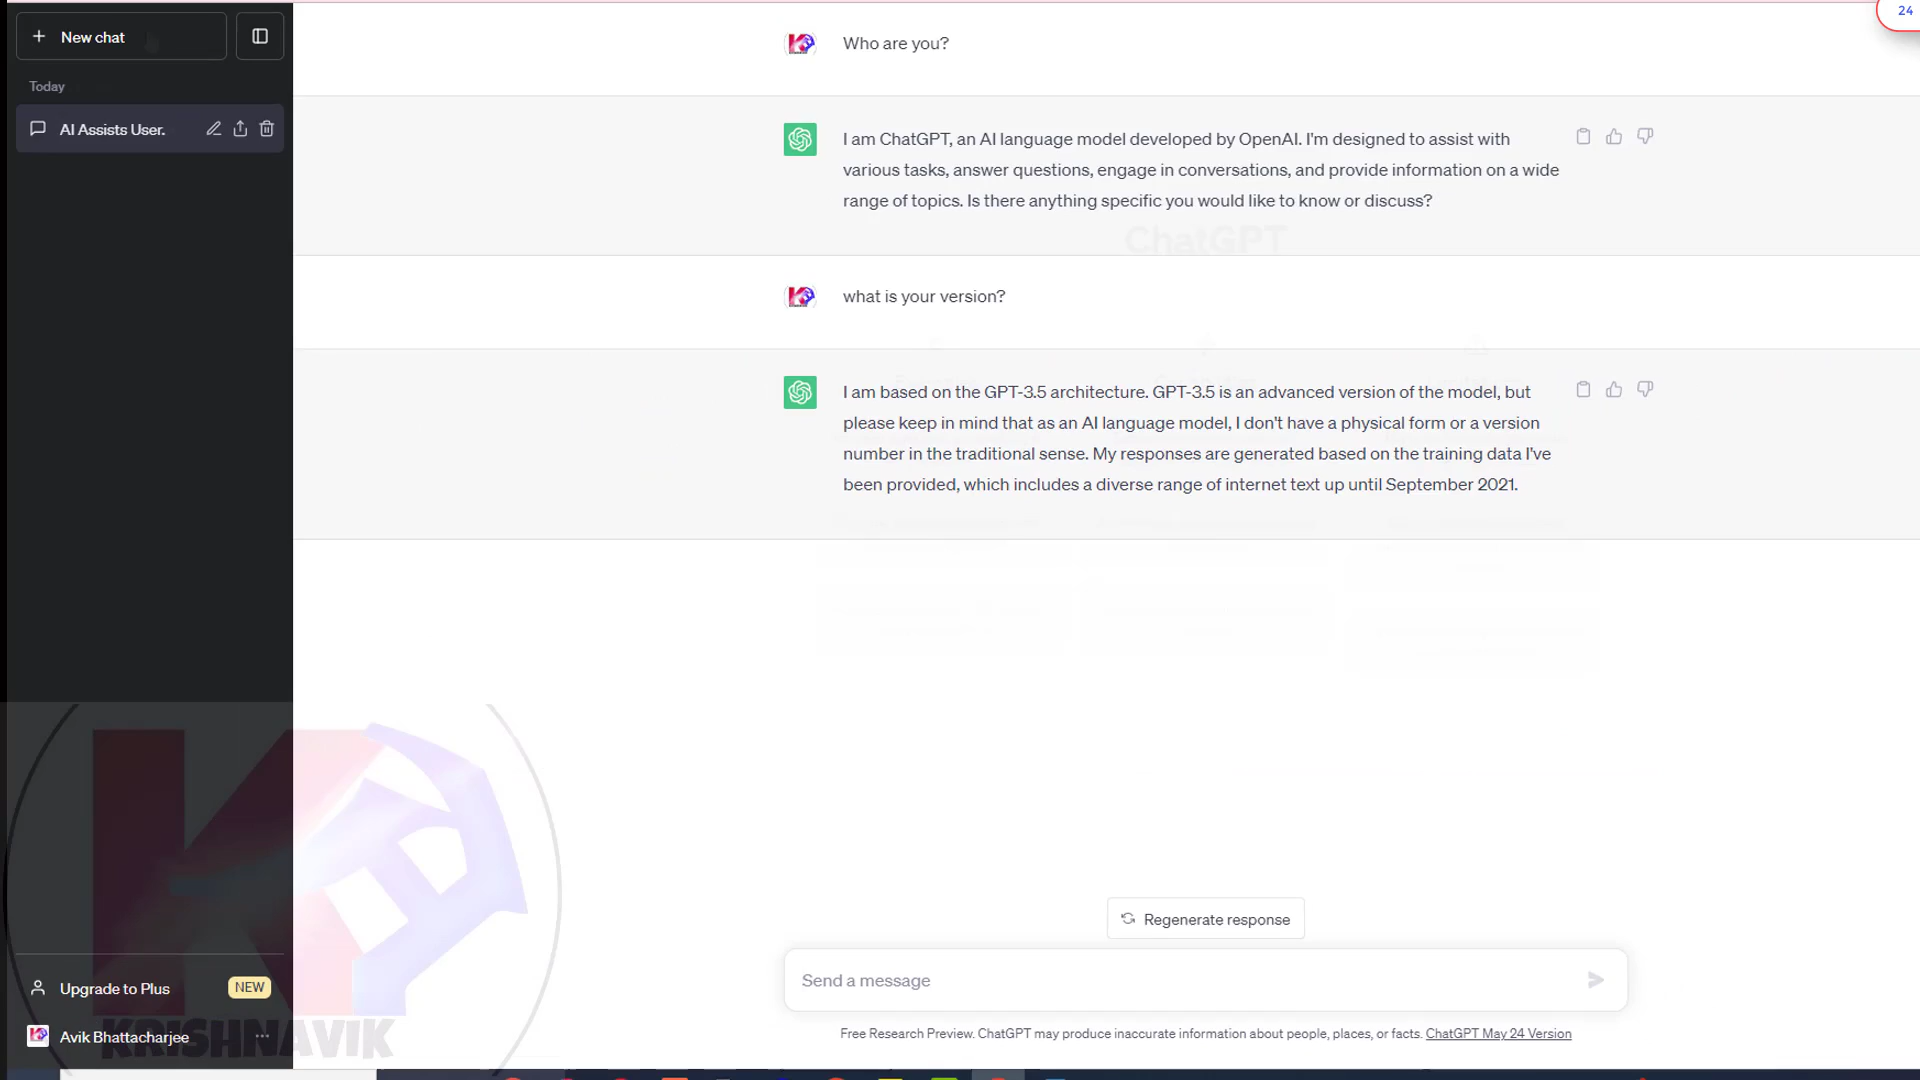 New chat
24
Today
AI Assists User.
Who are you?
I am ChatGPT, an AI language model developed by OpenAI. I'm designed to assist with
various tasks, answer questions, engage in conversations, and provide information on a wide
range of topics. Is there anything specific you would like to know or discuss?
ChatGPT
what is your version?
I am based on the GPT-3.5 architecture. GPT-3.5 is an advanced version of the model, but
please keep in mind that as an AI language model, I don't have a physical form or a version
number in the traditional sense. My responses are generated based on the training data I've
been provided, which includes a diverse range of internet text up until September 2021.
Regenerate response
Send a message
Free Research Preview. ChatGPT may produce inaccurate information about people, places, or facts. ChatGPT May 24 Version
Upgrade to Plus NEW
Avik Bhattacharjee
KRISHNAVIK